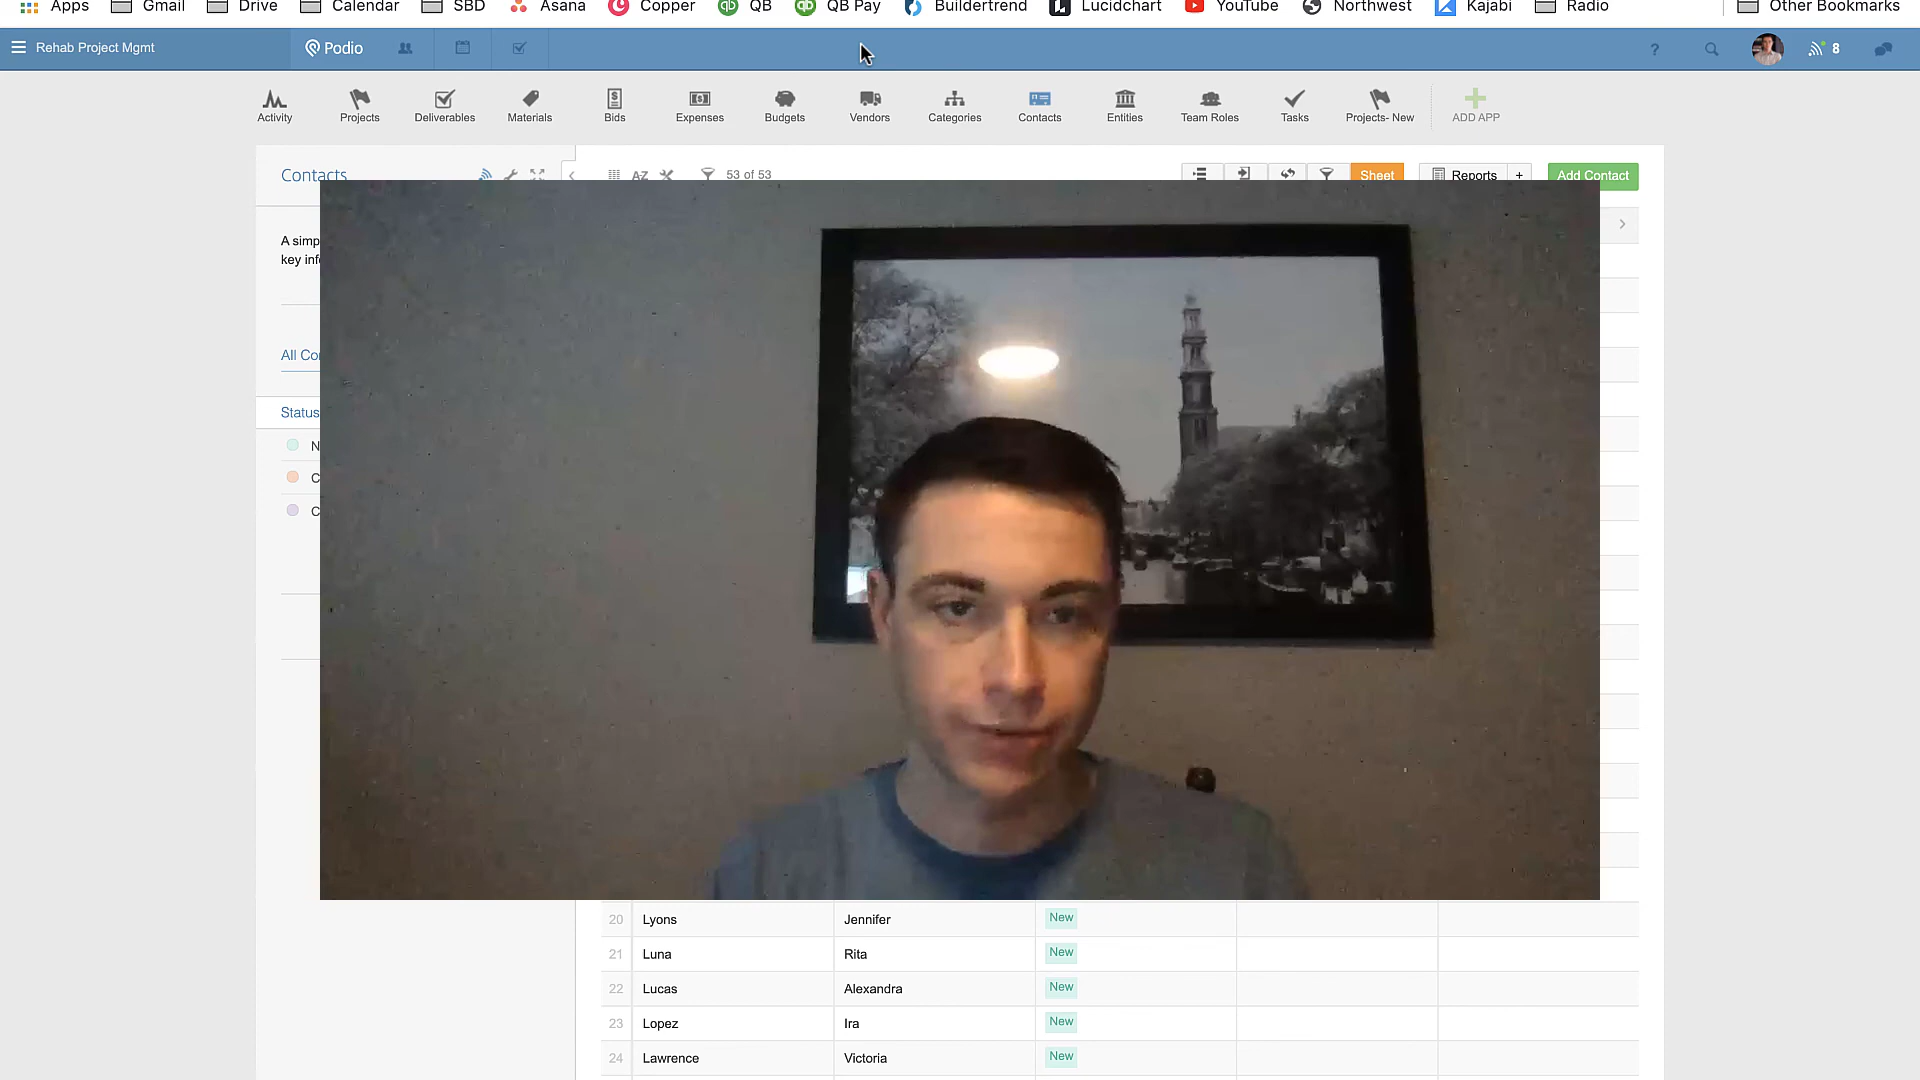 Apps Gmail Drive Calendar SBD Asana Copper QB QB Pay Buildertrend Lucidchart YouTube Northwest Kajabi Radio Other Bookmarks
Rehab Project Mgmt Podio ? 8
Activity Projects Deliverables Materials Bids Expenses Budgets Vendors Categories Contacts Entities Team Roles Tasks Projects- New ADD APP
Contacts A-Z 53 of 53 Sheet Reports + Add Contact
A simp
key inf
All Co
Status
N
C
C
20 Lyons Jennifer New
21 Luna Rita New
22 Lucas Alexandra New
23 Lopez Ira New
24 Lawrence Victoria New